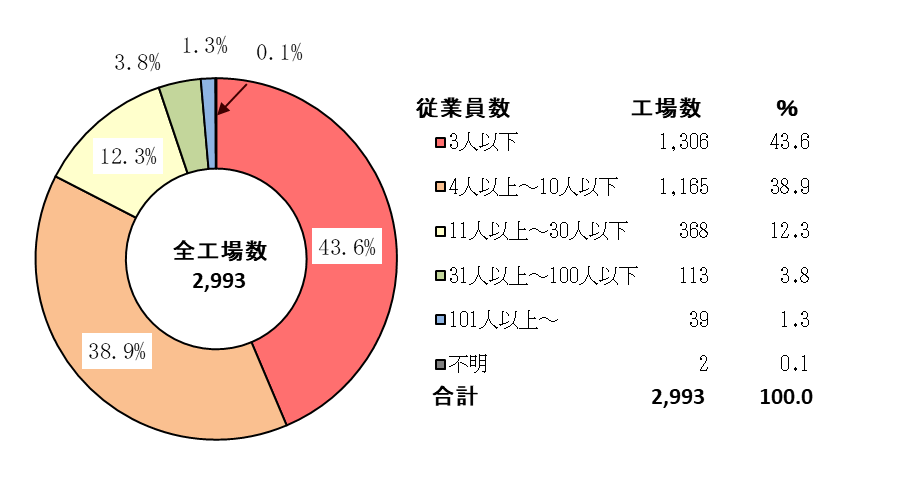 3.8%
1.3%
0.1%
12.3%
43.6%
38.9%
全工場数
2,993
従業員数 工場数 %
3人以下 1,306 43.6
4人以上～10人以下 1,165 38.9
11人以上～30人以下 368 12.3
31人以上～100人以下 113 3.8
101人以上～ 39 1.3
不明 2 0.1
合計 2,993 100.0